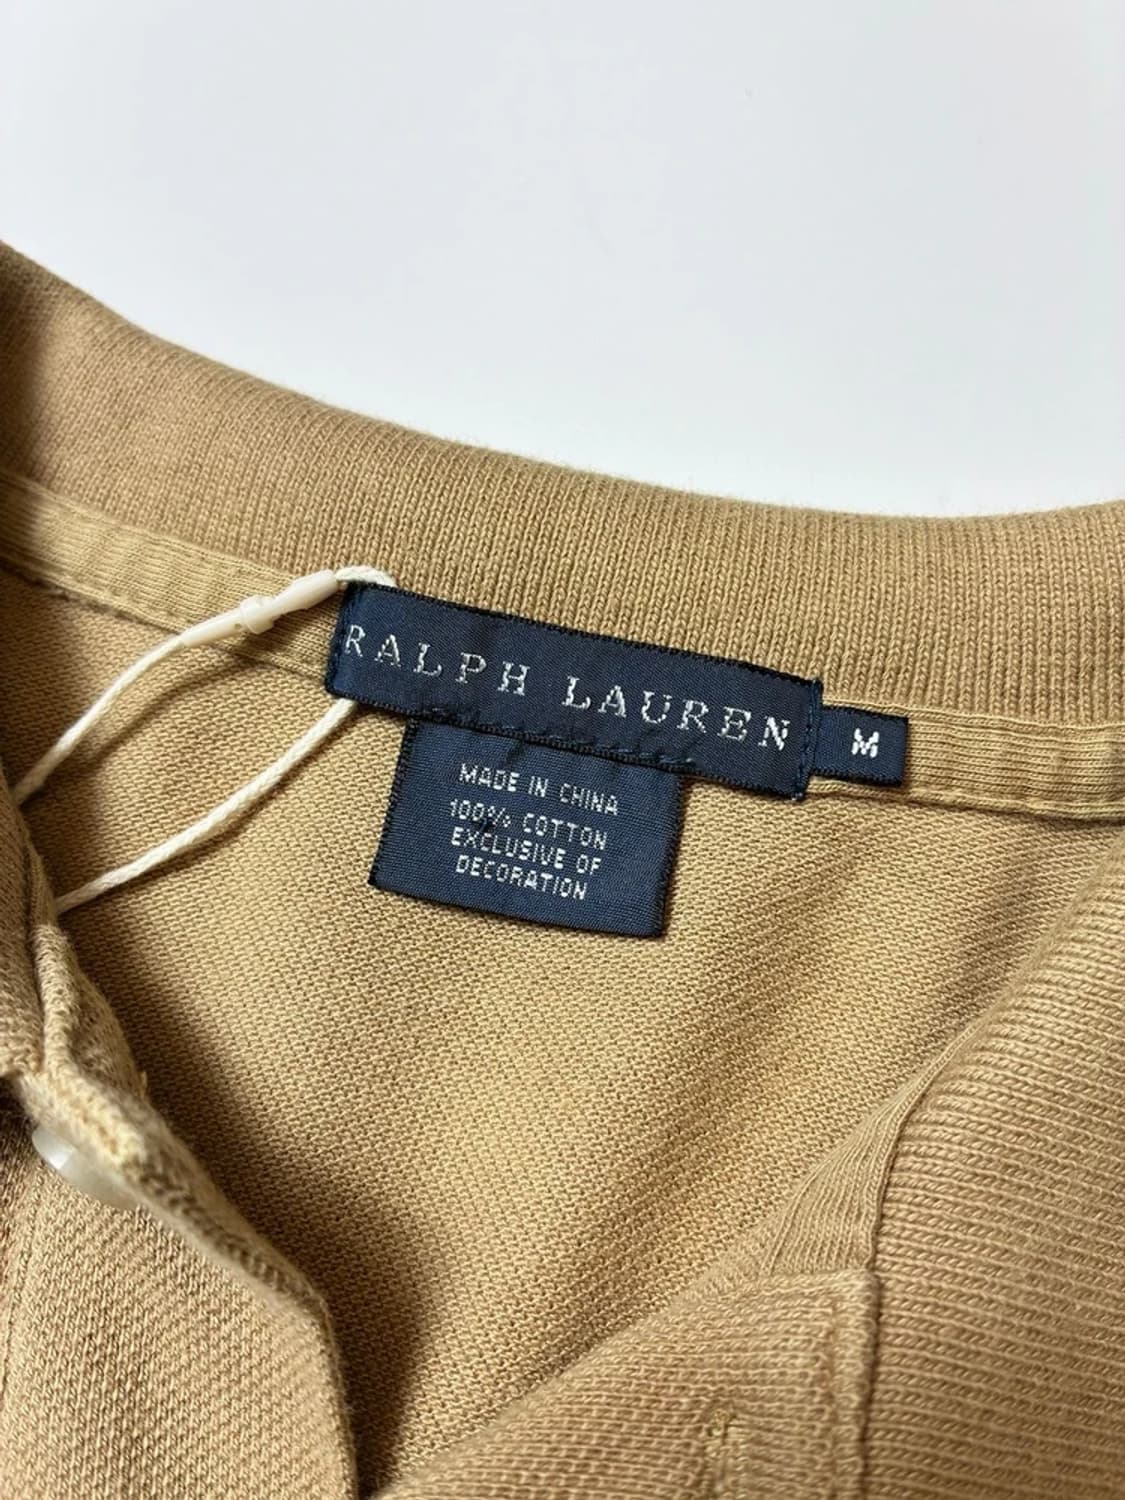 RALPH LAUREN
M
MADE IN CHINA
100% COTTON
EXCLUSIVE OF
DECORATION